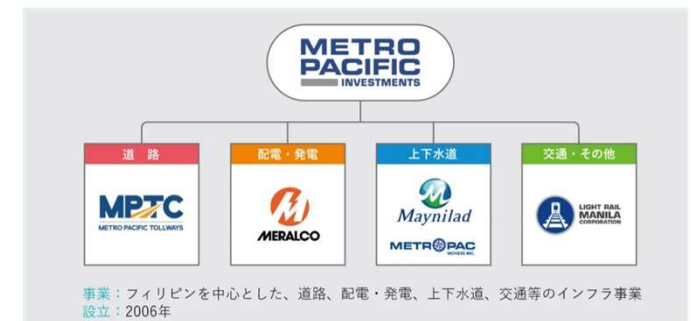 METRO
PACIFIC
INVESTMENTS
道 路
配電・発電
上下水道
交通・その他
MPTC
METRO PACIFIC TOLLWAYS
MERALCO
Maynilad
METROPAC
MOVERS INC.
LIGHT RAIL
MANILA
CORPORATION
事業：フィリピンを中心とした、道路、配電・発電、上下水道、交通等のインフラ事業
設立：2006年